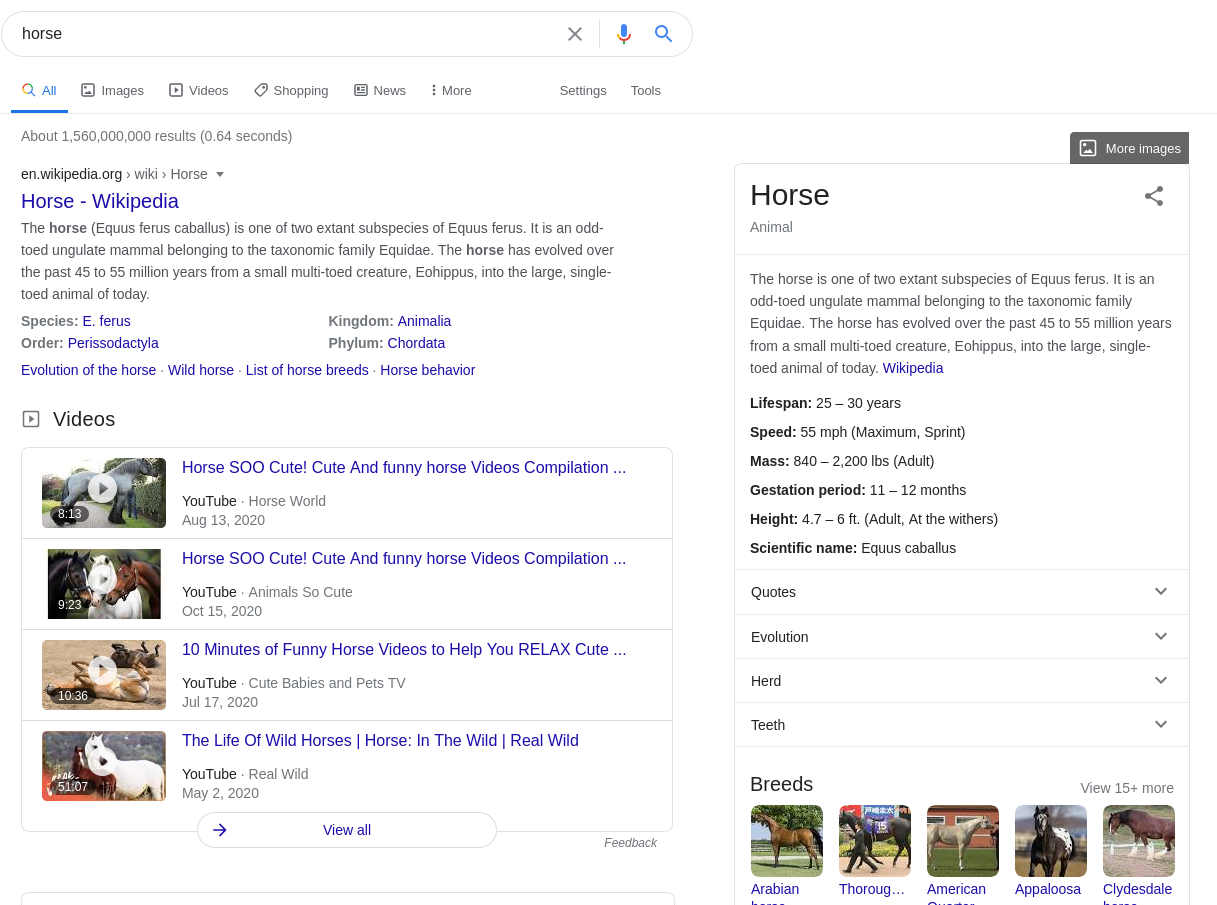 horse
All
Images
Videos
Shopping
News
More
Settings
Tools
About 1,560,000,000 results (0.64 seconds)
en.wikipedia.org › wiki › Horse
Horse - Wikipedia
The horse (Equus ferus caballus) is one of two extant subspecies of Equus ferus. It is an odd-
toed ungulate mammal belonging to the taxonomic family Equidae. The horse has evolved over
the past 45 to 55 million years from a small multi-toed creature, Eohippus, into the large, single-
toed animal of today.
Species: E. ferus
Kingdom: Animalia
Order: Perissodactyla
Phylum: Chordata
Evolution of the horse · Wild horse · List of horse breeds · Horse behavior
Videos
Horse SOO Cute! Cute And funny horse Videos Compilation ...
8:13
YouTube · Horse World
Aug 13, 2020
Horse SOO Cute! Cute And funny horse Videos Compilation ...
9:23
YouTube · Animals So Cute
Oct 15, 2020
10 Minutes of Funny Horse Videos to Help You RELAX Cute ...
10:36
YouTube · Cute Babies and Pets TV
Jul 17, 2020
The Life Of Wild Horses | Horse: In The Wild | Real Wild
51:07
YouTube · Real Wild
May 2, 2020
View all
Feedback
More images
Horse
Animal
The horse is one of two extant subspecies of Equus ferus. It is an
odd-toed ungulate mammal belonging to the taxonomic family
Equidae. The horse has evolved over the past 45 to 55 million years
from a small multi-toed creature, Eohippus, into the large, single-
toed animal of today. Wikipedia
Lifespan: 25 – 30 years
Speed: 55 mph (Maximum, Sprint)
Mass: 840 – 2,200 lbs (Adult)
Gestation period: 11 – 12 months
Height: 4.7 – 6 ft. (Adult, At the withers)
Scientific name: Equus caballus
Quotes
Evolution
Herd
Teeth
Breeds
View 15+ more
Arabian
horse
Thoroug…
American
Quarter
Appaloosa
Clydesdale
horse